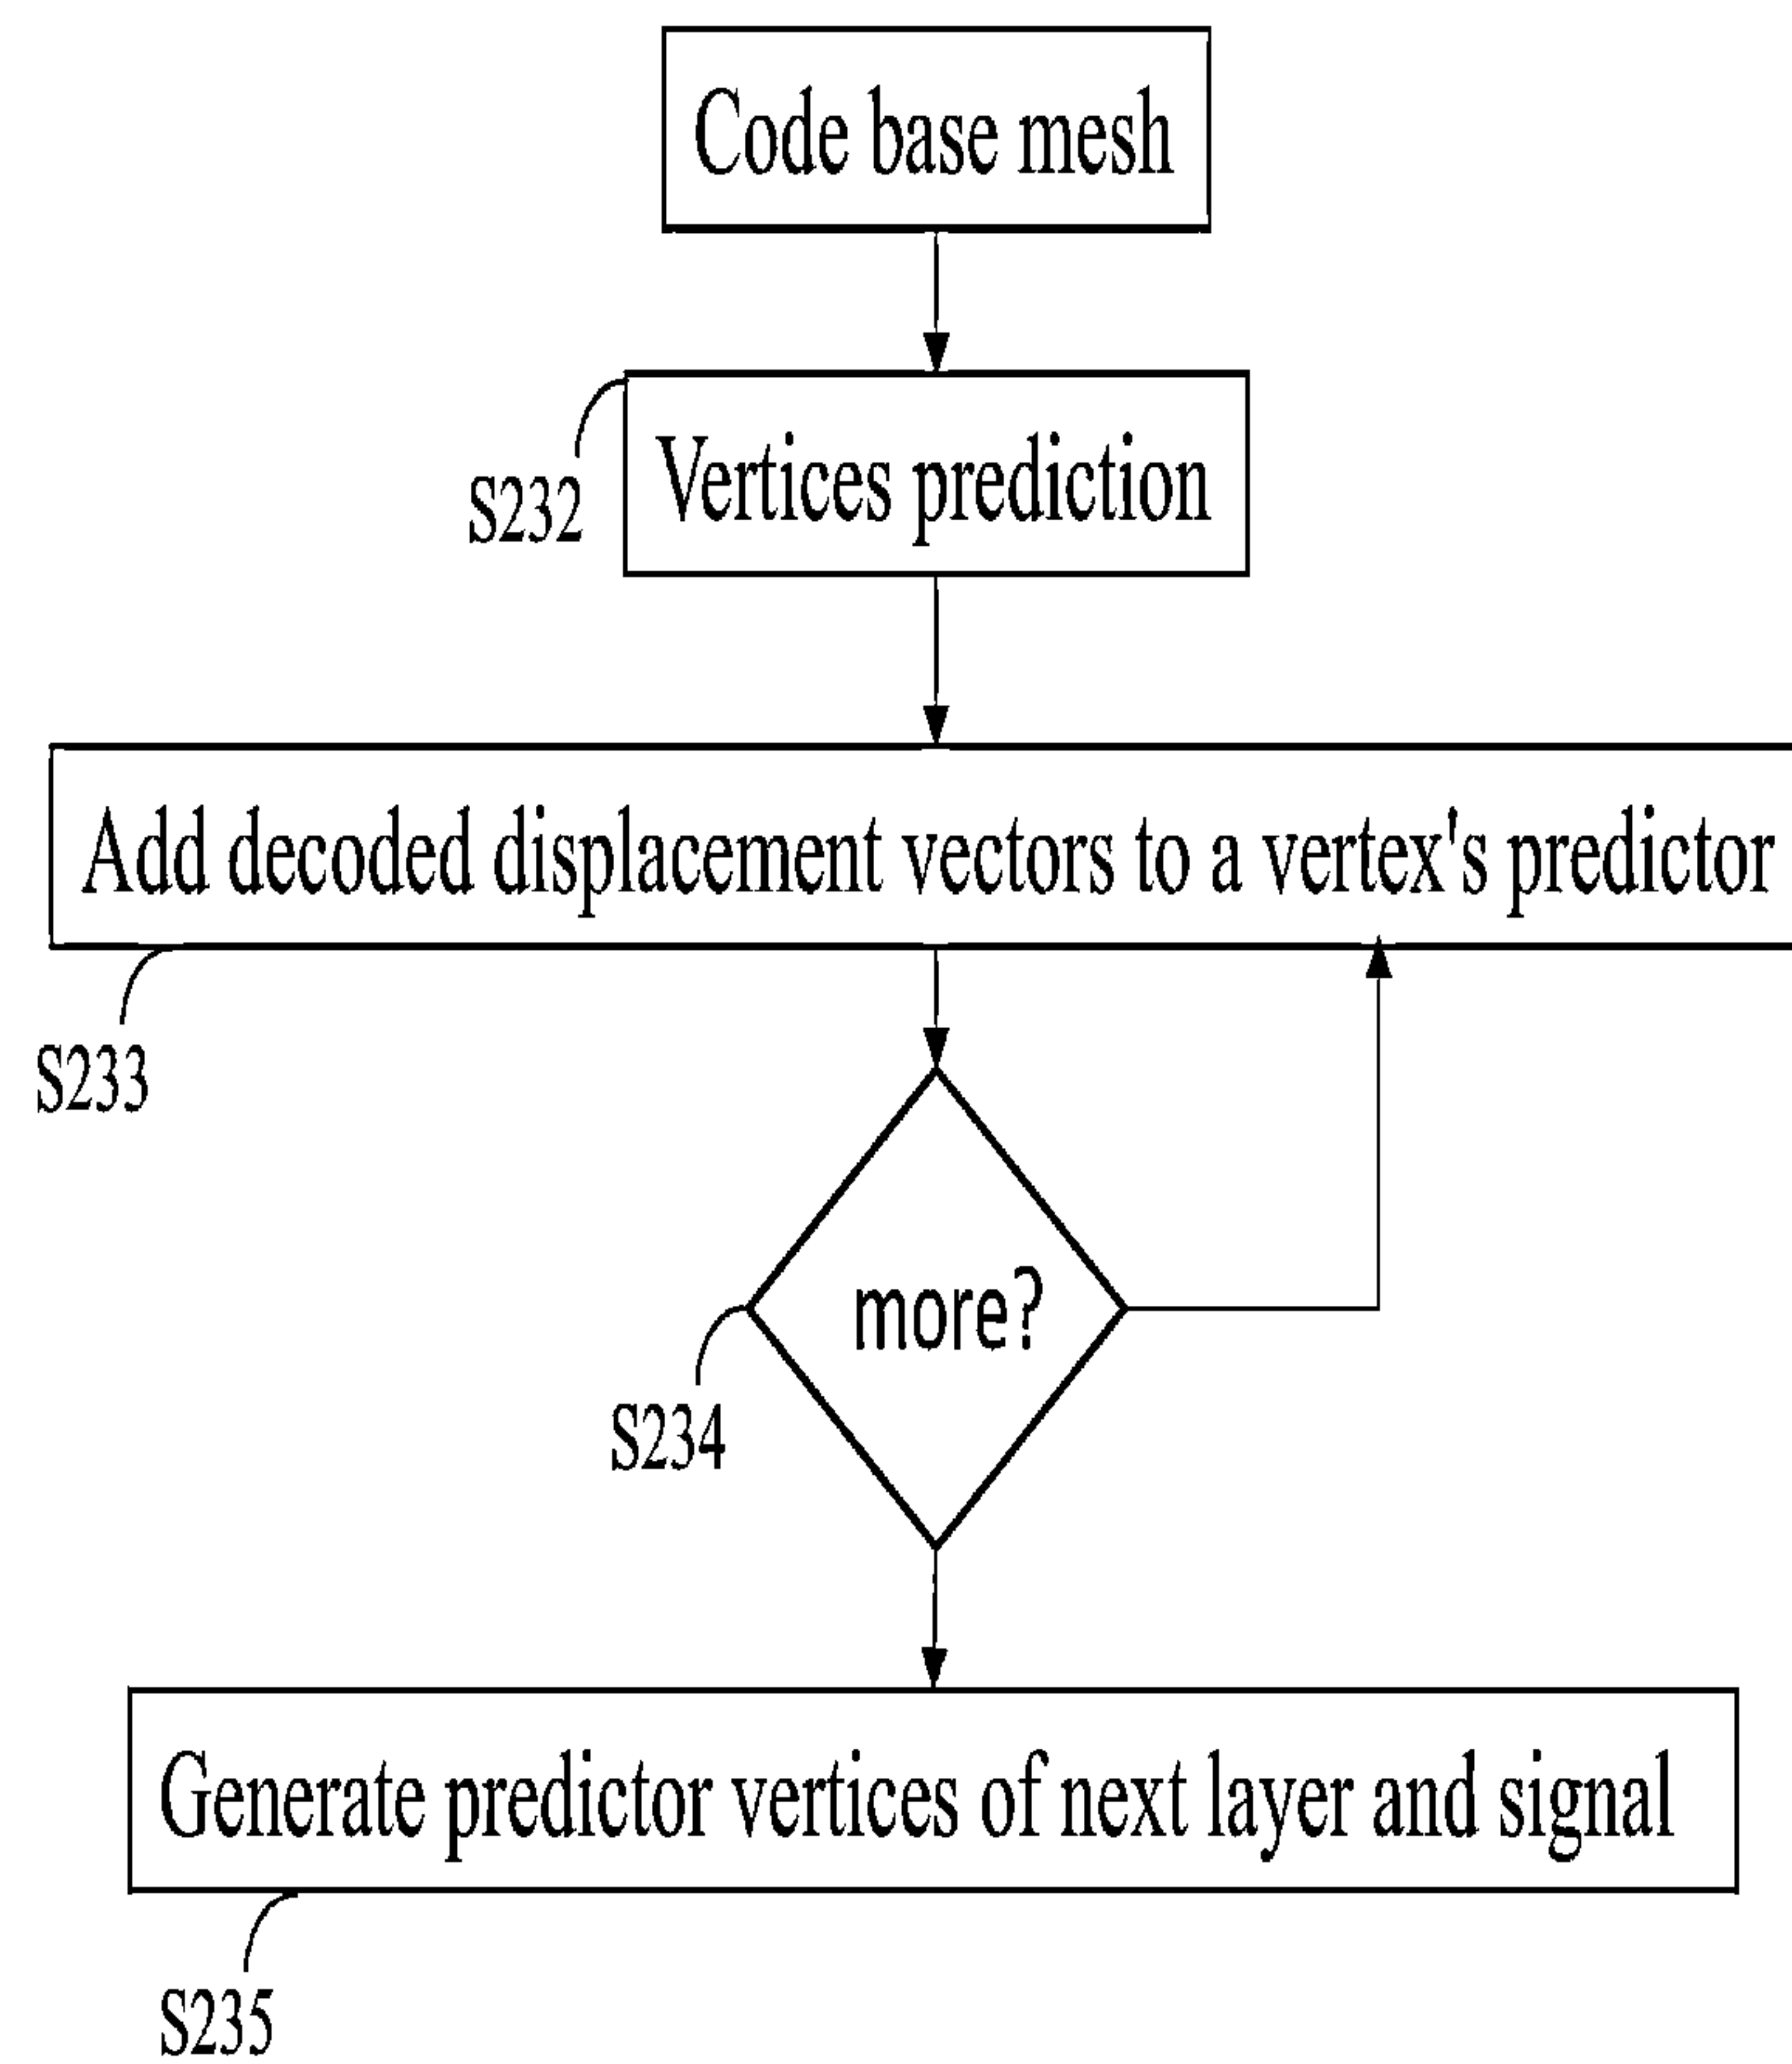 Code base mesh
Vertices prediction
S232
Add decoded displacement vectors to a vertex's predictor
S233
more?
S234
Generate predictor vertices of next layer and signal
S235